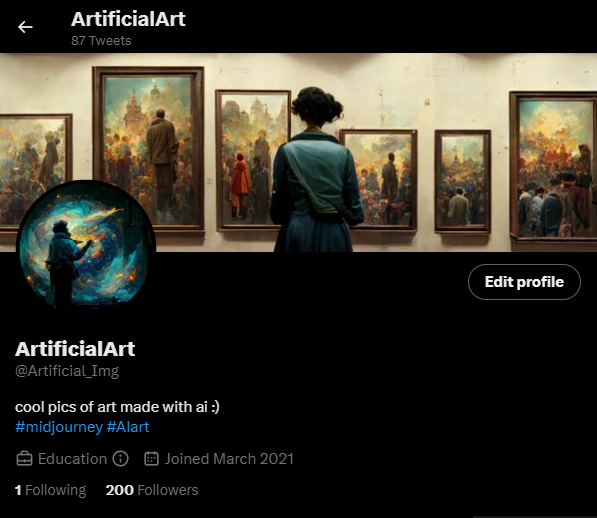 ArtificialArt
87 Tweets
Edit profile
ArtificialArt
@Artificial_Img
cool pics of art made with ai :)
#midjourney #AIart
Education Joined March 2021
1 Following 200 Followers